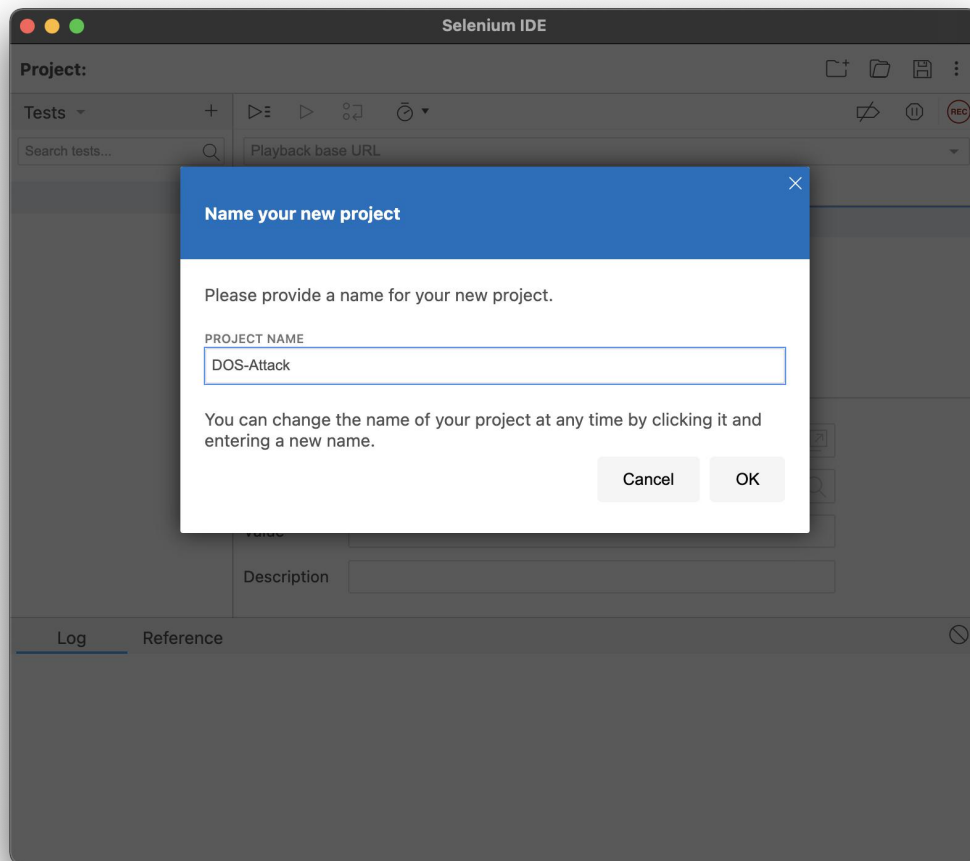 Selenium IDE
Project:
Tests
Search tests...
Playback base URL
REC
Name your new project
Please provide a name for your new project.
PROJECT NAME
DOS-Attack
You can change the name of your project at any time by clicking it and
entering a new name.
Cancel OK
Value
Description
Log Reference